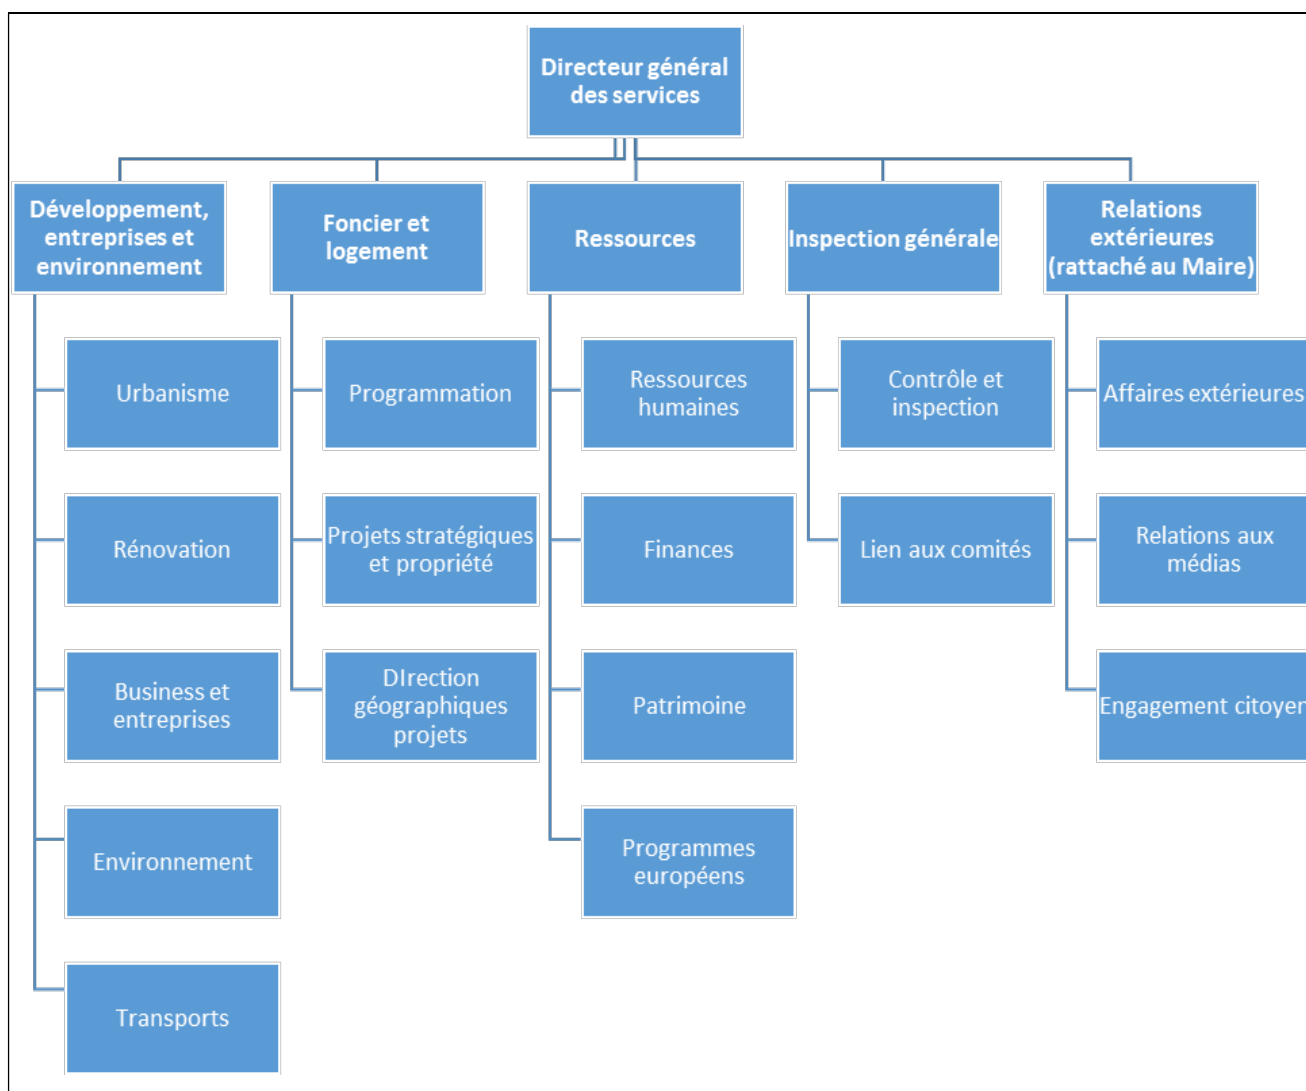 Directeur général
des services
Développement,
entreprises et
environnement
Foncier et
logement
Ressources
Inspection générale
Relations
extérieures
(rattaché au Maire)
Urbanisme
Rénovation
Business et
entreprises
Environnement
Transports
Programmation
Projets stratégiques
et propriété
DIrection
géographiques
projets
Ressources
humaines
Finances
Patrimoine
Programmes
européens
Contrôle et
inspection
Lien aux comités
Affaires extérieures
Relations aux
médias
Engagement citoyen